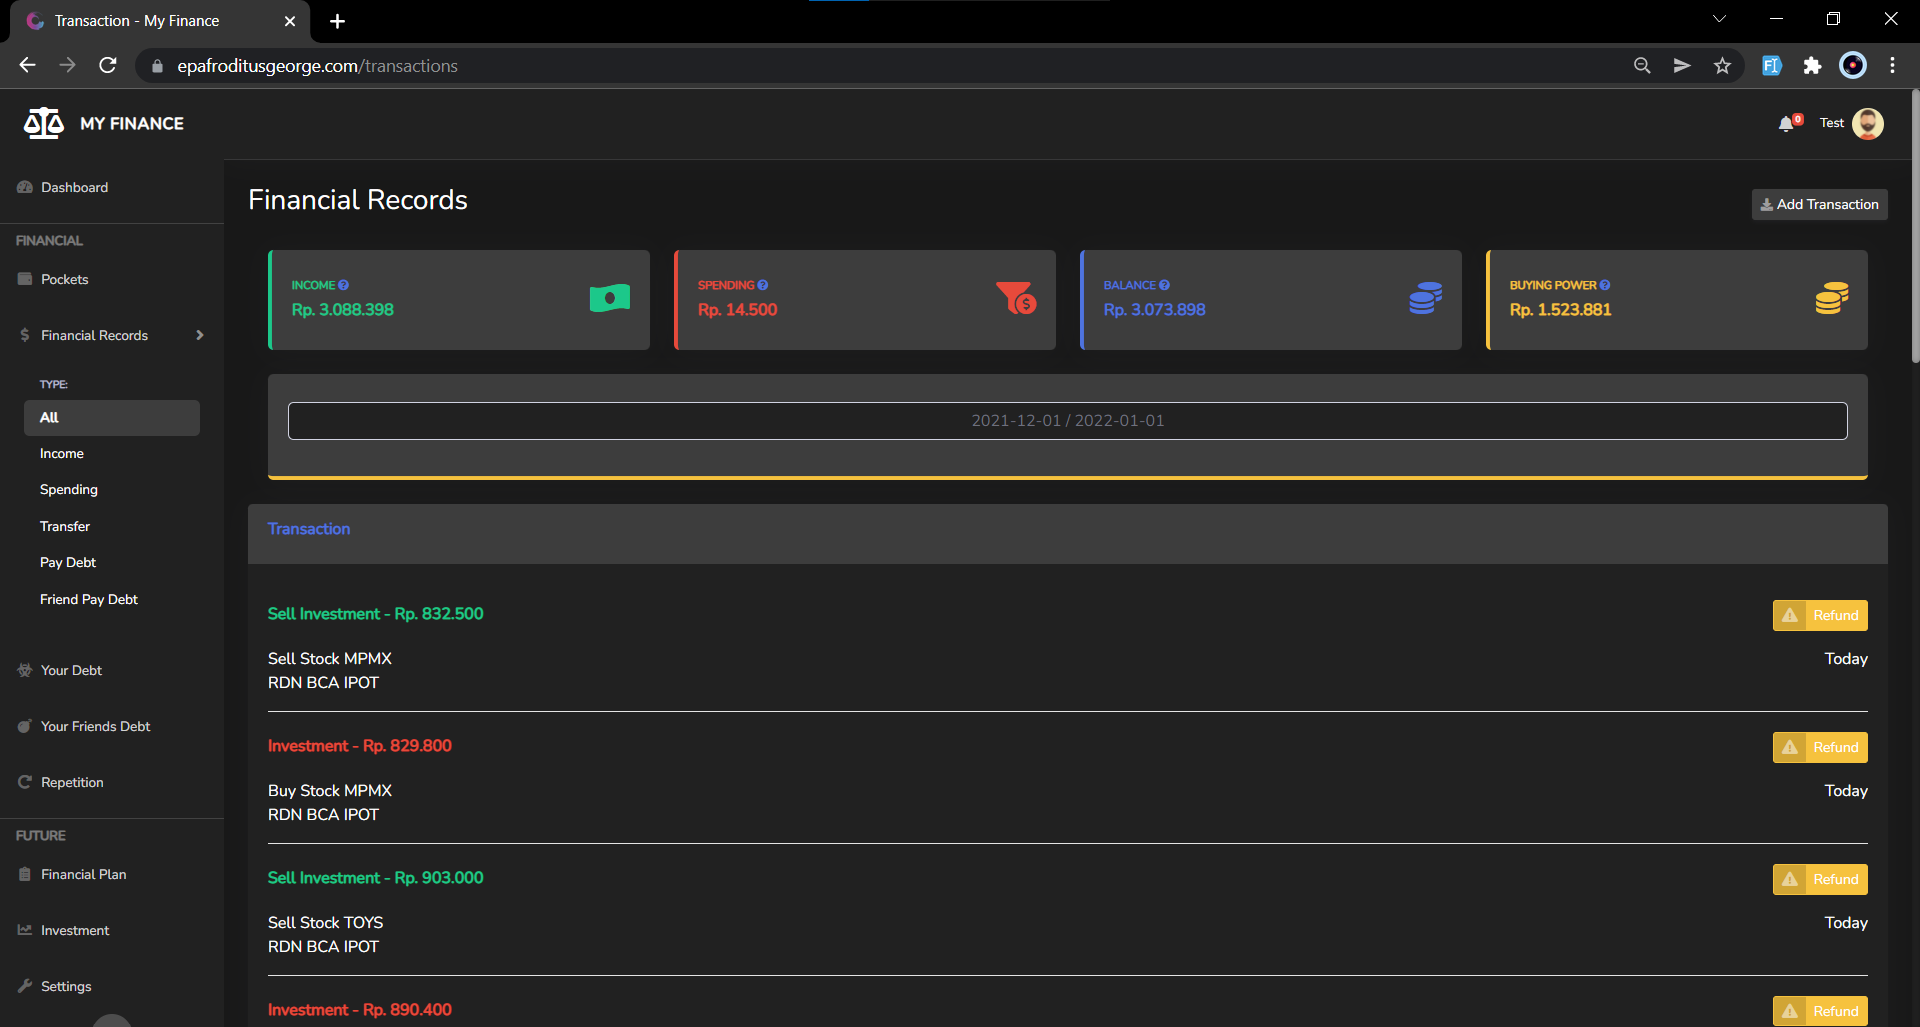 Transaction - My Finance
epafroditusgeorge.com/transactions
MY FINANCE
0
Test
Dashboard
FINANCIAL
Pockets
Financial Records
TYPE:
All
Income
Spending
Transfer
Pay Debt
Friend Pay Debt
Your Debt
Your Friends Debt
Repetition
FUTURE
Financial Plan
Investment
Settings
Financial Records
Add Transaction
INCOME
Rp. 3.088.398
SPENDING
Rp. 14.500
BALANCE
Rp. 3.073.898
BUYING POWER
Rp. 1.523.881
2021-12-01 / 2022-01-01
Transaction
Sell Investment - Rp. 832.500
Refund
Sell Stock MPMX
Today
RDN BCA IPOT
Investment - Rp. 829.800
Refund
Buy Stock MPMX
Today
RDN BCA IPOT
Sell Investment - Rp. 903.000
Refund
Sell Stock TOYS
Today
RDN BCA IPOT
Investment - Rp. 890.400
Refund